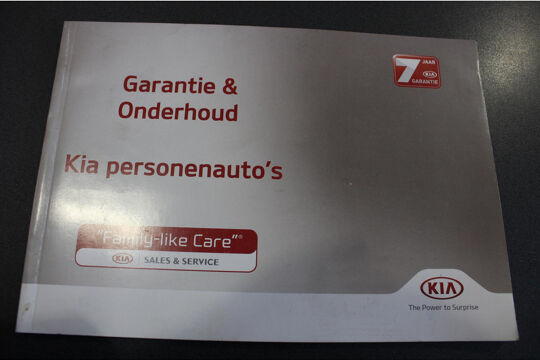 Garantie &
Onderhoud
Kia personenauto's
"Family-like Care"®
KIA SALES & SERVICE
7 JAAR
KIA
GARANTIE
KIA
The Power to Surprise